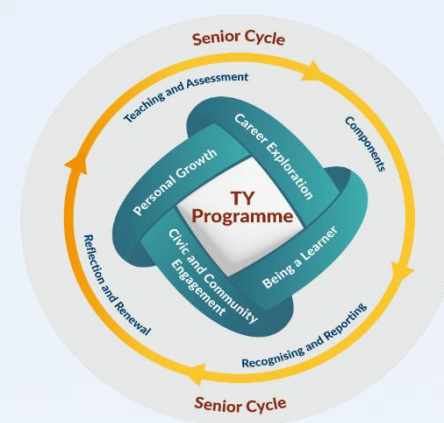 Senior Cycle
Teaching and Assessment
Components
Career Exploration
Personal Growth
TY
Programme
Being a Learner
Civic and Community
Engagement
Reflection and Renewal
Recognising and Reporting
Senior Cycle